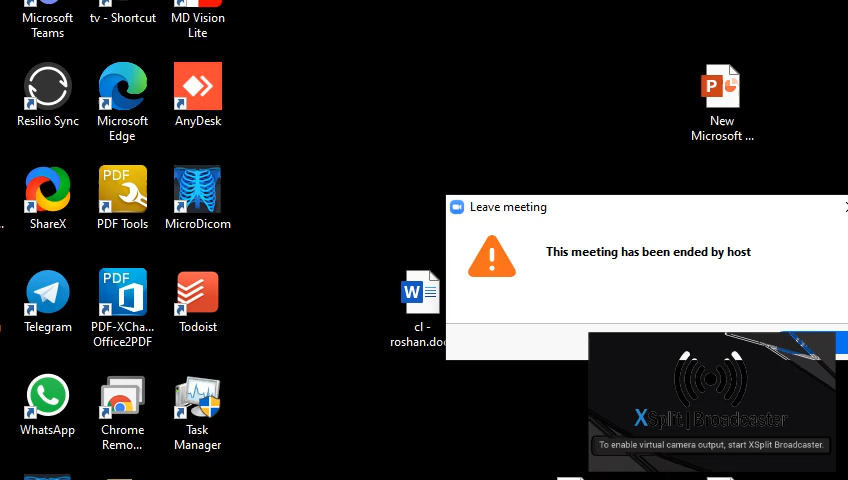 Microsoft
Teams
tv - Shortcut
MD Vision
Lite
Resilio Sync
Microsoft
Edge
AnyDesk
P
New
Microsoft ...
ShareX
PDF
PDF Tools
MicroDicom
Leave meeting
This meeting has been ended by host
Telegram
PDF
PDF-XCha...
Office2PDF
Todoist
W
cl -
roshan.doc
WhatsApp
Chrome
Remo...
Task
Manager
XSplit|Broadcaster
To enable virtual camera output, start XSplit Broadcaster.